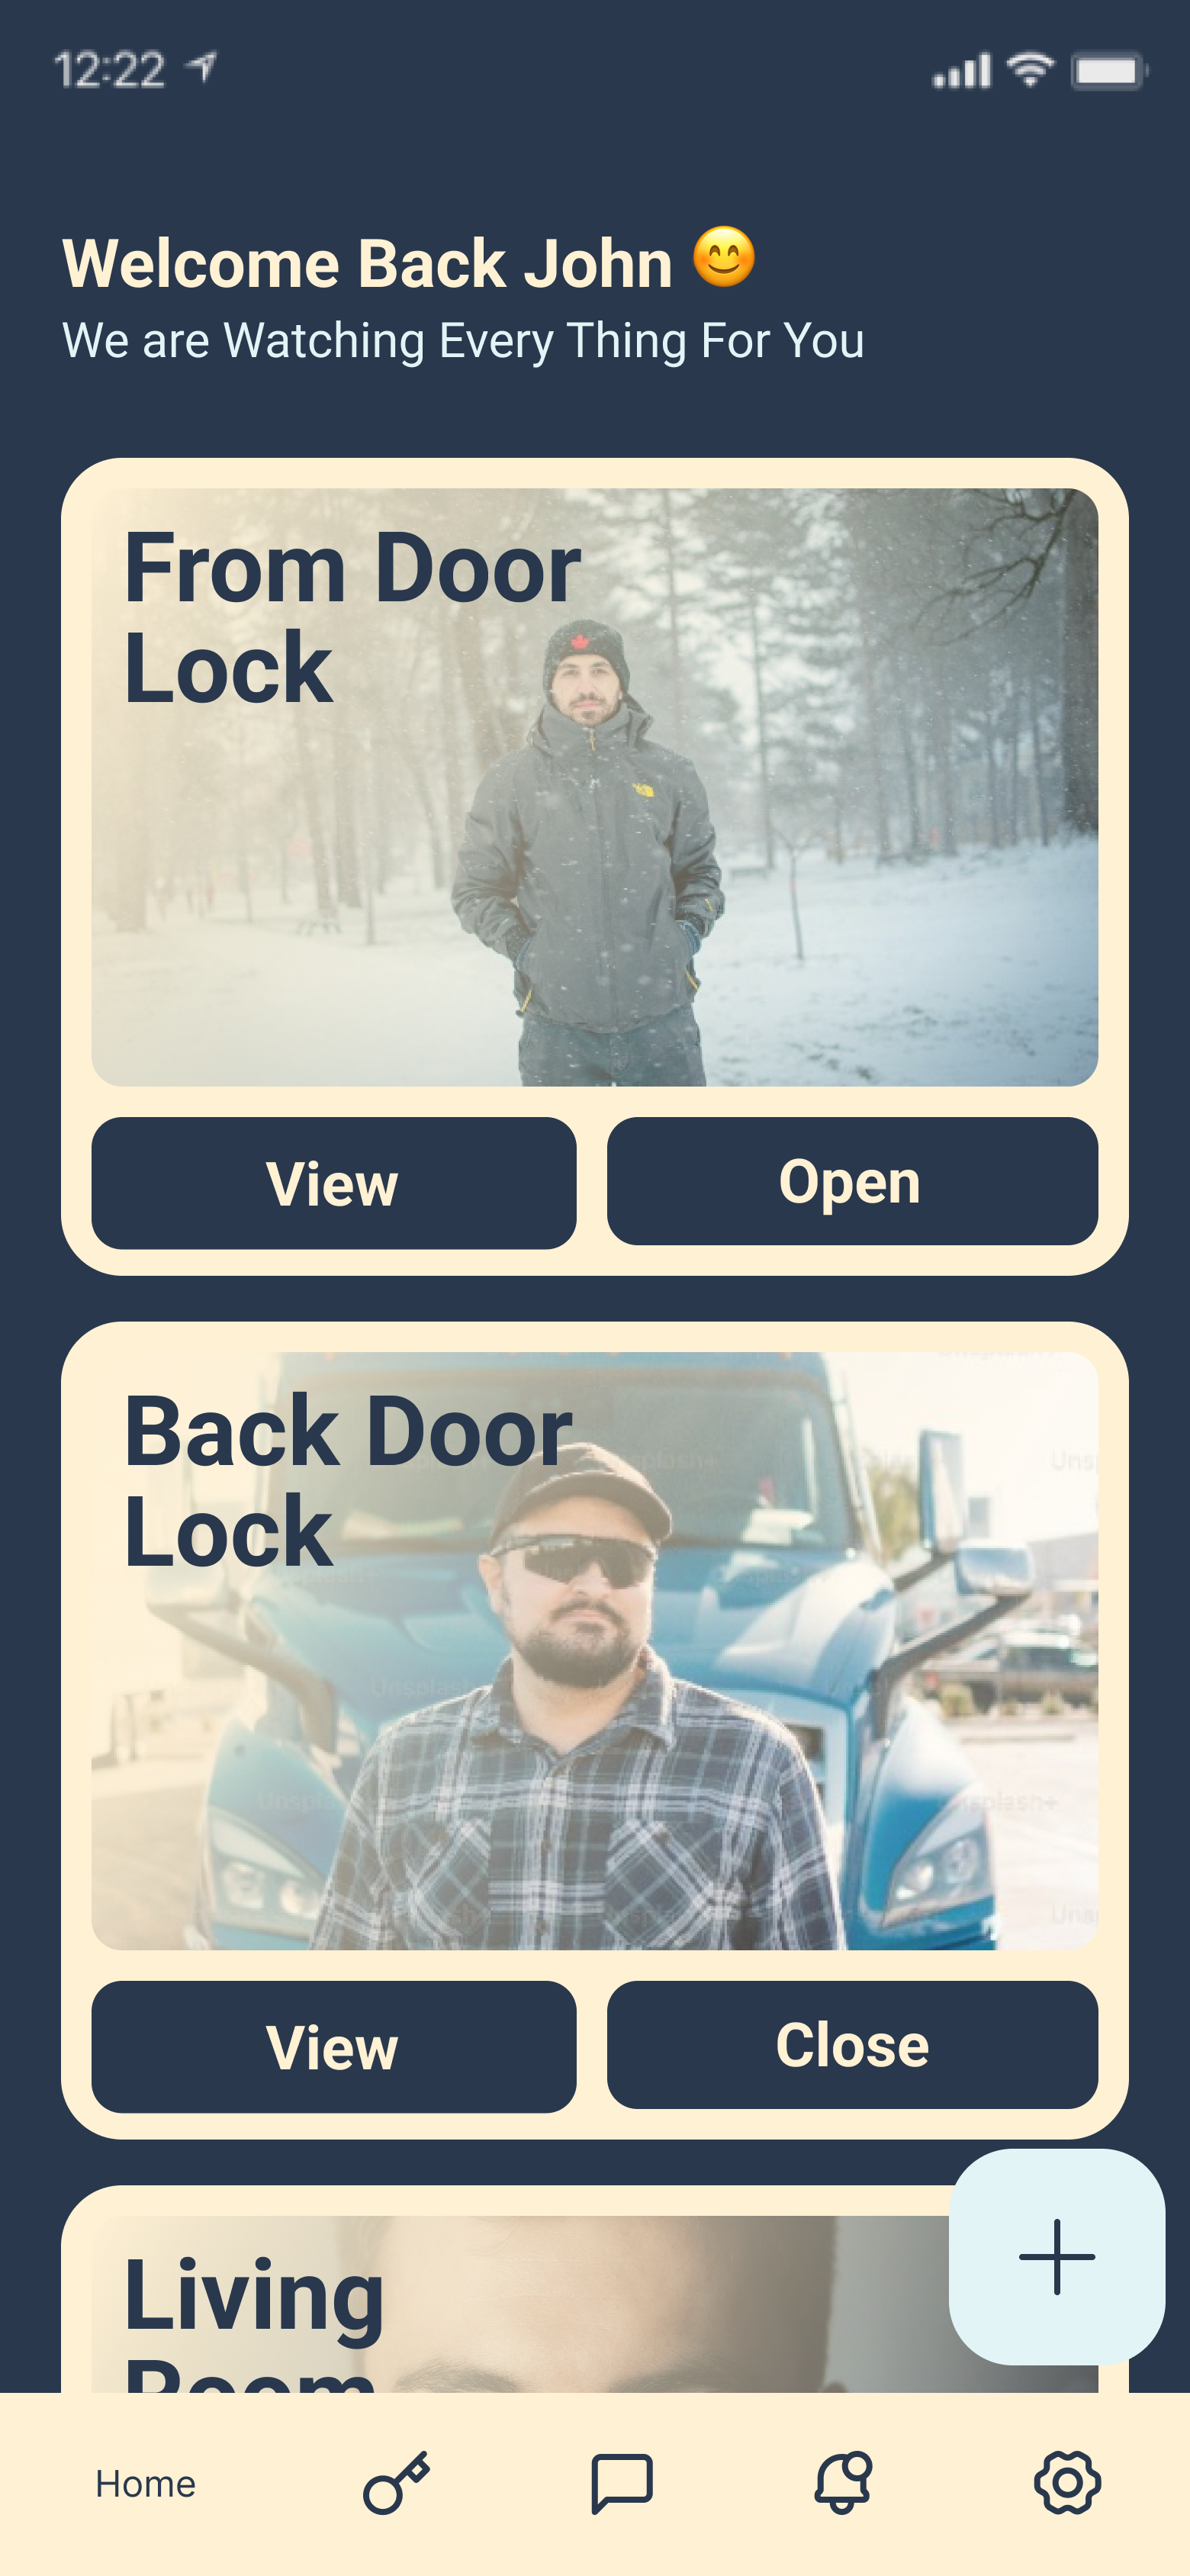 12:22
Welcome Back John 😊
We are Watching Every Thing For You
From Door
Lock
View
Open
Back Door
Lock
View
Close
Living
Room
Home